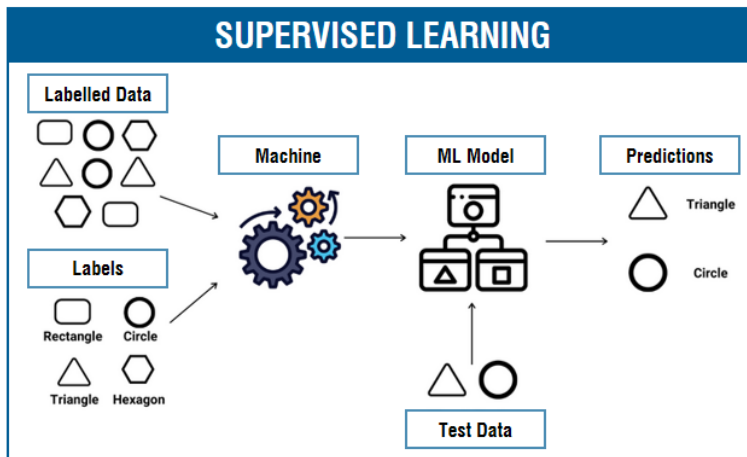 SUPERVISED LEARNING
Labelled Data
Machine
ML Model
Predictions
Triangle
Circle
Labels
Rectangle Circle
Triangle Hexagon
Test Data